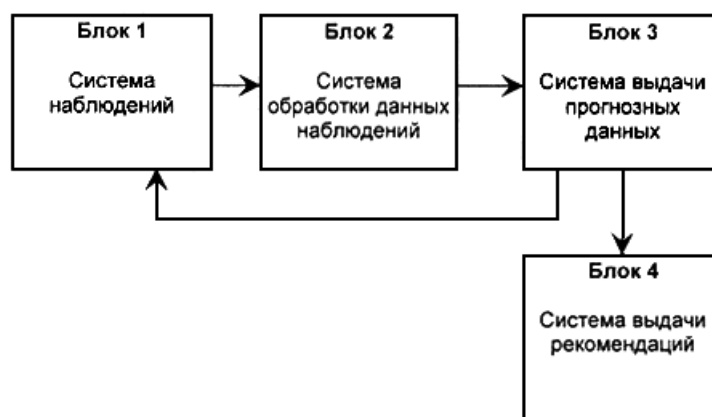 Блок 1
Система
наблюдений
Блок 2
Система
обработки данных
наблюдений
Блок 3
Система выдачи
прогнозных
данных
Блок 4
Система выдачи
рекомендаций